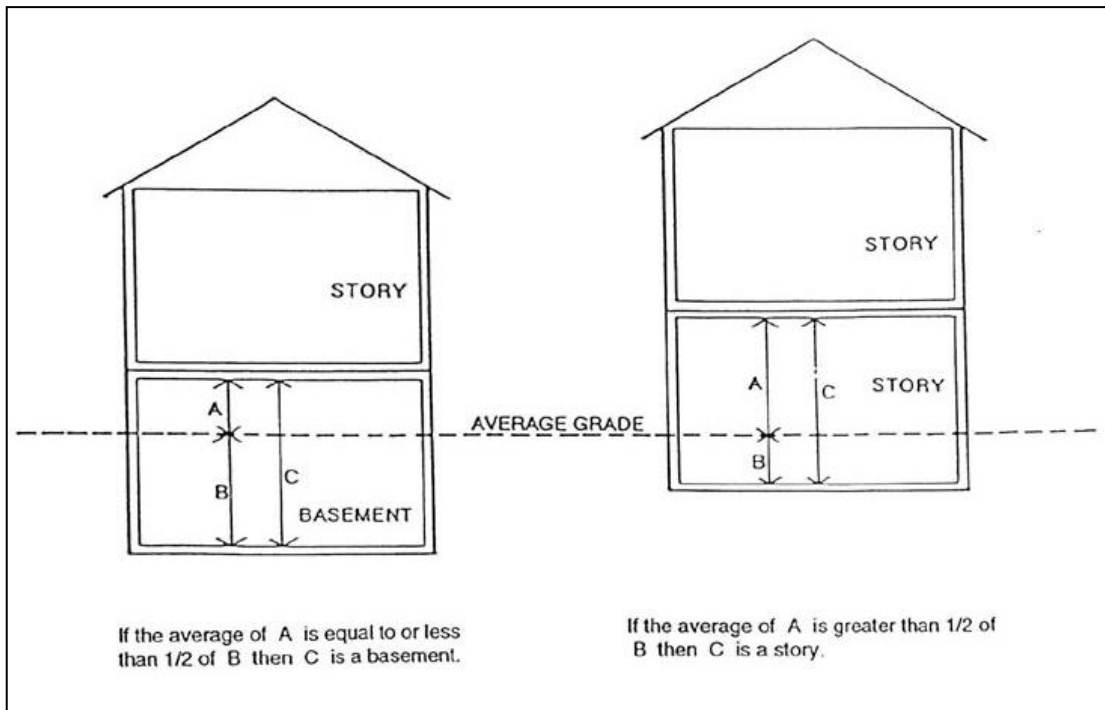 STORY
A
B
C
BASEMENT
AVERAGE GRADE
STORY
A
C
STORY
B
If the average of A is equal to or less
than 1/2 of B then C is a basement.
If the average of A is greater than 1/2 of
B then C is a story.